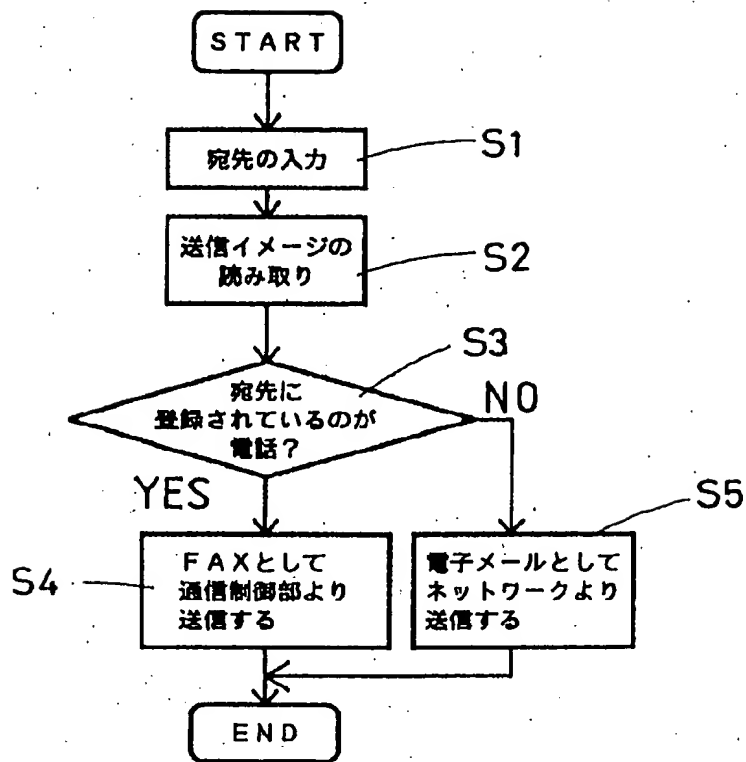 START
宛先の入力
S1
送信イメージの
読み取り
S2
S3
宛先に
登録されているのが
電話?
NO
YES
S5
S4
FAXとして
通信制御部より
送信する
電子メールとして
ネットワークより
送信する
END